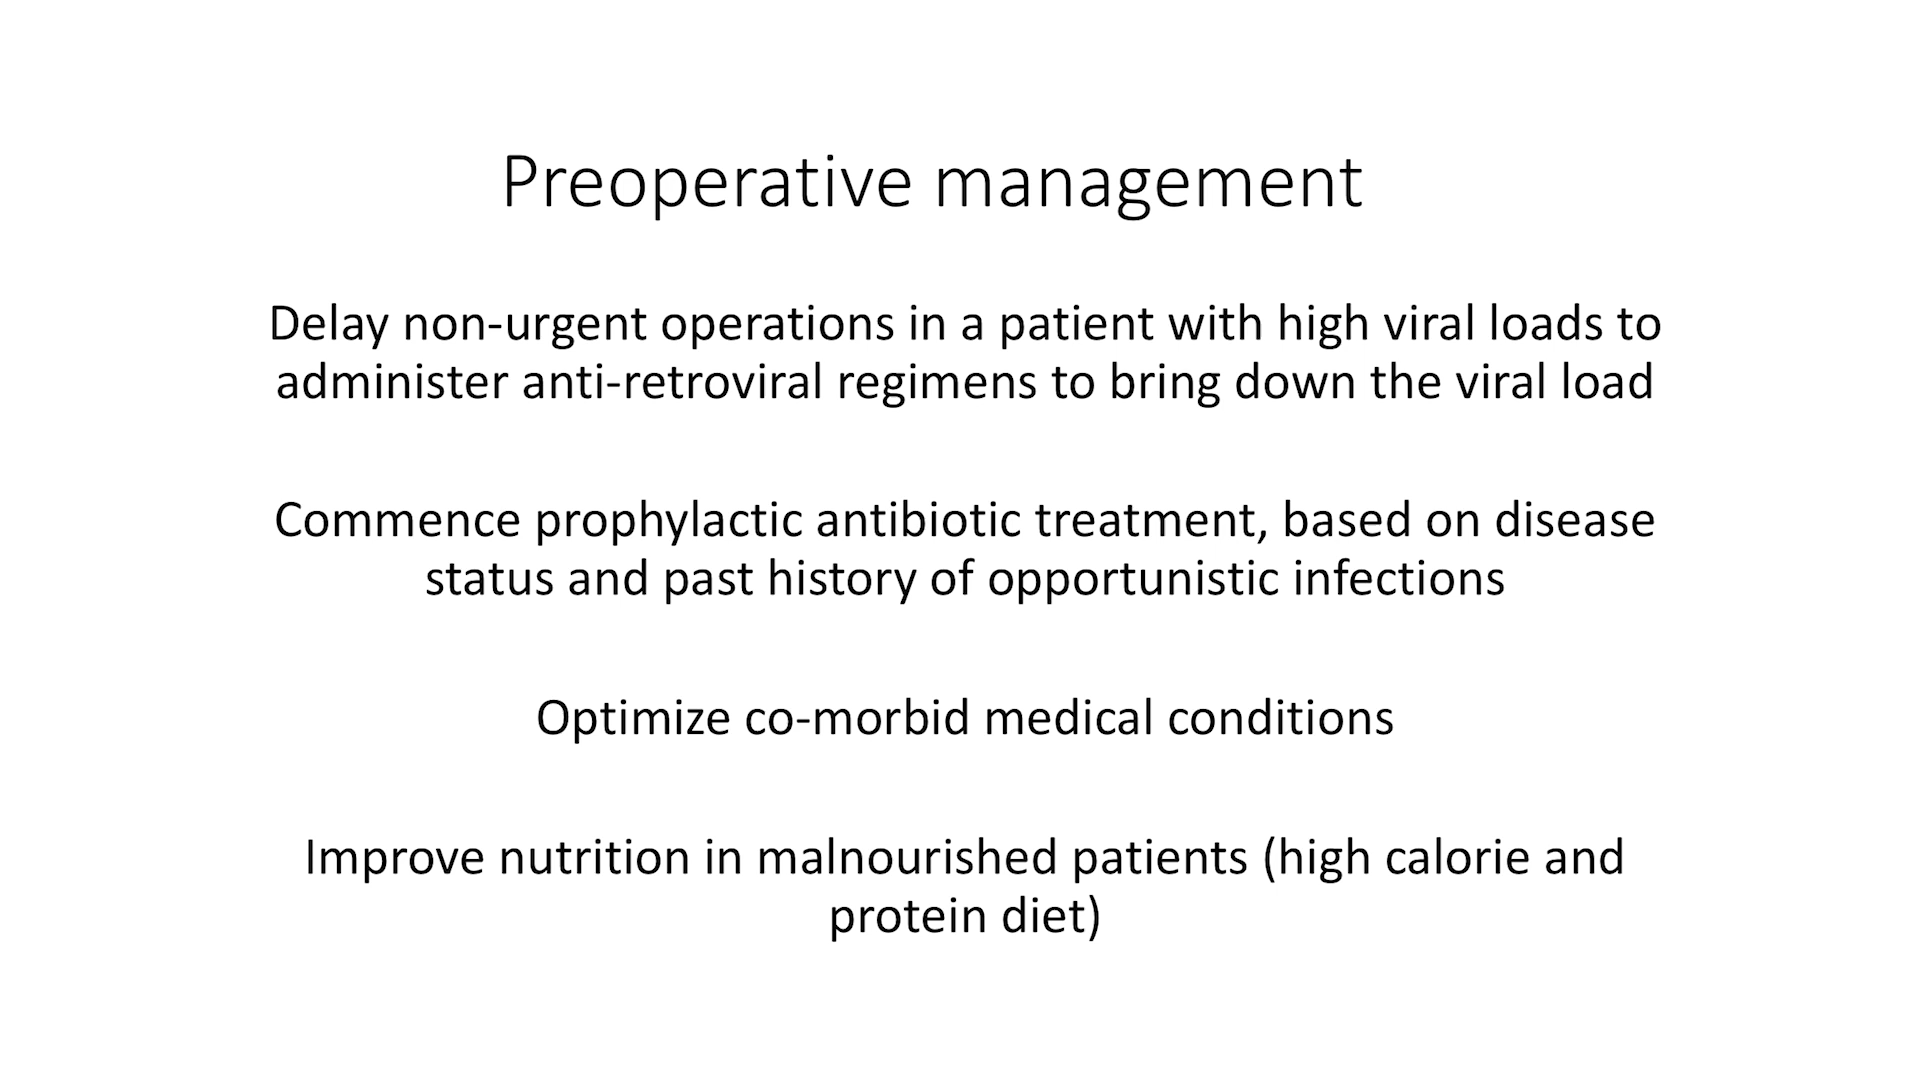 Preoperative management
Delay non-urgent operations in a patient with high viral loads to
administer anti-retroviral regimens to bring down the viral load
Commence prophylactic antibiotic treatment, based on disease
status and past history of opportunistic infections
Optimize co-morbid medical conditions
Improve nutrition in malnourished patients (high calorie and
protein diet)